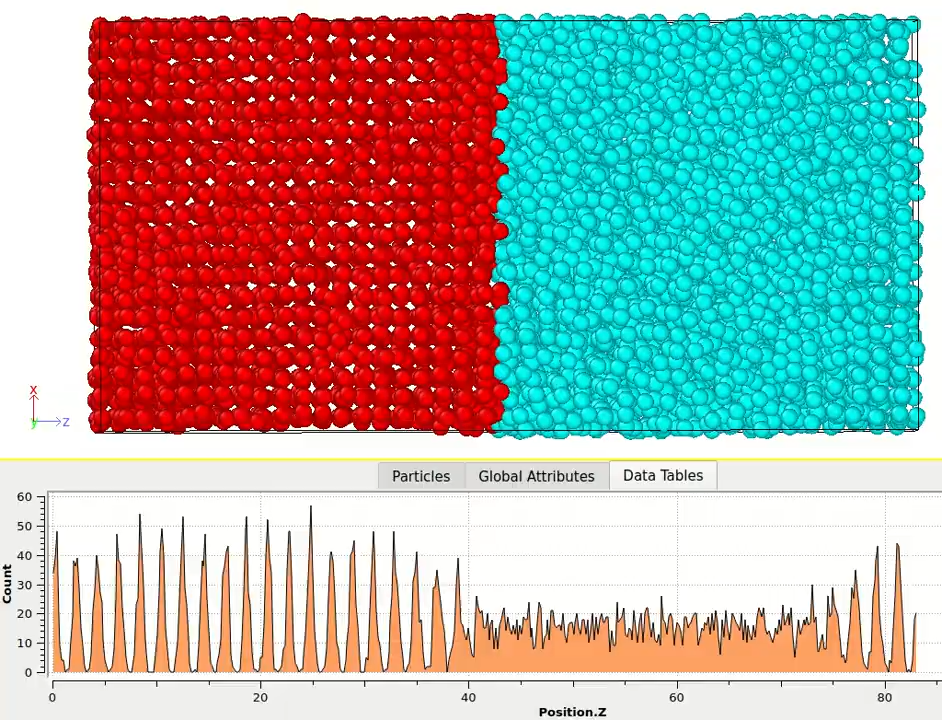 X
y
Z
Particles
Global Attributes
Data Tables
60
50
40
30
20
10
0
Count
0
20
40
60
80
Position.Z